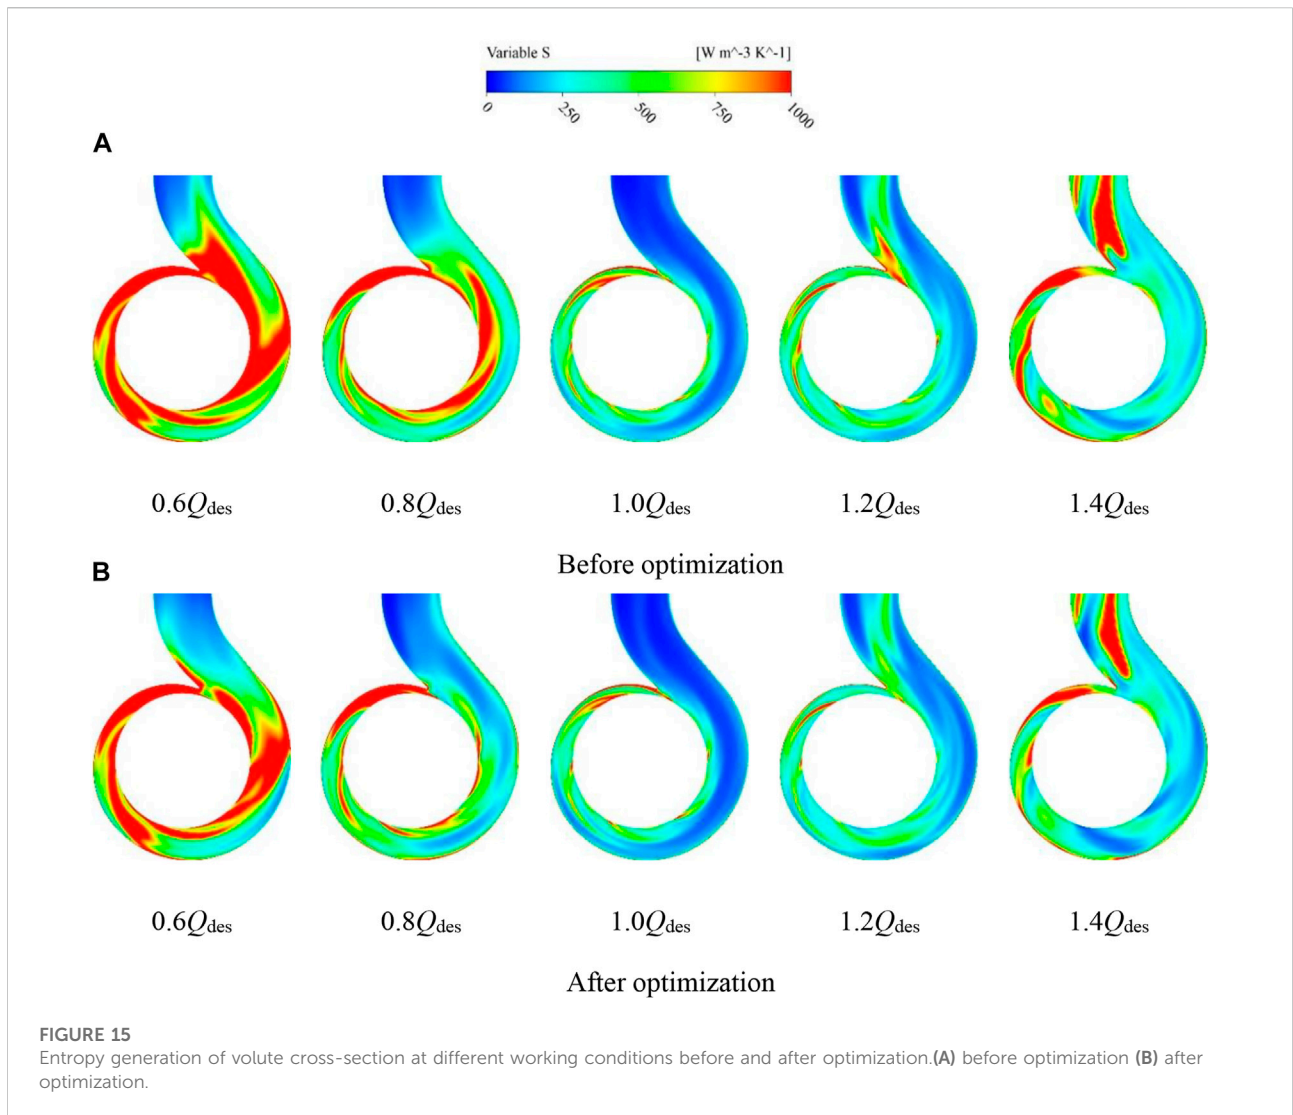 Variable S [W m^-3 K^-1]
0 250 500 750 1000
A
0.6Qdes 0.8Qdes 1.0Qdes 1.2Qdes 1.4Qdes
Before optimization
B
0.6Qdes 0.8Qdes 1.0Qdes 1.2Qdes 1.4Qdes
After optimization
FIGURE 15
Entropy generation of volute cross-section at different working conditions before and after optimization.(A) before optimization (B) after
optimization.